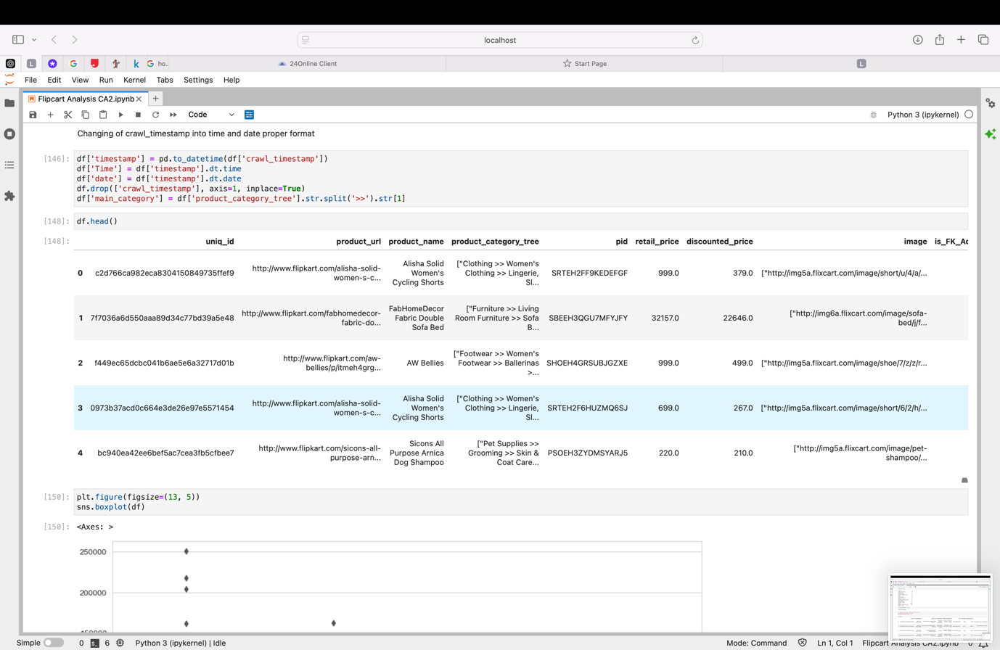 localhost
L
G
k
G ho..
24Online Client
Start Page
L
File Edit View Run Kernel Tabs Settings Help
Flipcart Analysis CA2.ipynb
Code
Python 3 (ipykernel)
Changing of crawl_timestamp into time and date proper format
[146]:
df['timestamp'] = pd.to_datetime(df['crawl_timestamp'])
df['Time'] = df['timestamp'].dt.time
df['date'] = df['timestamp'].dt.date
df.drop(['crawl_timestamp'], axis=1, inplace=True)
df['main_category'] = df['product_category_tree'].str.split('>>').str[1]
[148]: df.head()
[148]:
uniq_id product_url product_name product_category_tree pid retail_price discounted_price image is_FK_Ad
0 c2d766ca982eca8304150849735ffef9
http://www.flipkart.com/alisha-solid-
women-s-c...
Alisha Solid
Women's
Cycling Shorts
["Clothing >> Women's
Clothing >> Lingerie,
Sl...
SRTEH2FF9KEDEFGF 999.0 379.0 ["http://img5a.flixcart.com/image/short/u/4/a/...
1 7f7036a6d550aaa89d34c77bd39a5e48
http://www.flipkart.com/fabhomedecor-
fabric-do...
FabHomeDecor
Fabric Double
Sofa Bed
["Furniture >> Living
Room Furniture >> Sofa
B...
SBEEH3QGU7MFYJFY 32157.0 22646.0
["http://img6a.flixcart.com/image/sofa-
bed/j/f...
2 f449ec65dcbc041b6ae5e6a32717d01b
http://www.flipkart.com/aw-
bellies/p/itmeh4grg...
AW Bellies
["Footwear >> Women's
Footwear >> Ballerinas
>...
SHOEH4GRSUBJGZXE 999.0 499.0 ["http://img5a.flixcart.com/image/shoe/7/z/z/r...
3 0973b37acd0c664e3de26e97e5571454
http://www.flipkart.com/alisha-solid-
women-s-c...
Alisha Solid
Women's
Cycling Shorts
["Clothing >> Women's
Clothing >> Lingerie,
Sl...
SRTEH2F6HUZMQ6SJ 699.0 267.0 ["http://img5a.flixcart.com/image/short/6/2/h/...
4 bc940ea42ee6bef5ac7cea3fb5cfbee7
http://www.flipkart.com/sicons-all-
purpose-arn...
Sicons All
Purpose Arnica
Dog Shampoo
["Pet Supplies >>
Grooming >> Skin &
Coat Care...
PSOEH3ZYDMSYARJ5 220.0 210.0
["http://img5a.flixcart.com/image/pet-
shampoo/...
[150]:
plt.figure(figsize=(13, 5))
sns.boxplot(df)
[150]: <Axes: >
250000
200000
Simple 0 6 Python 3 (ipykernel) | Idle Mode: Command Ln 1, Col 1 Flipcart Analysis CA2.ipynb 0